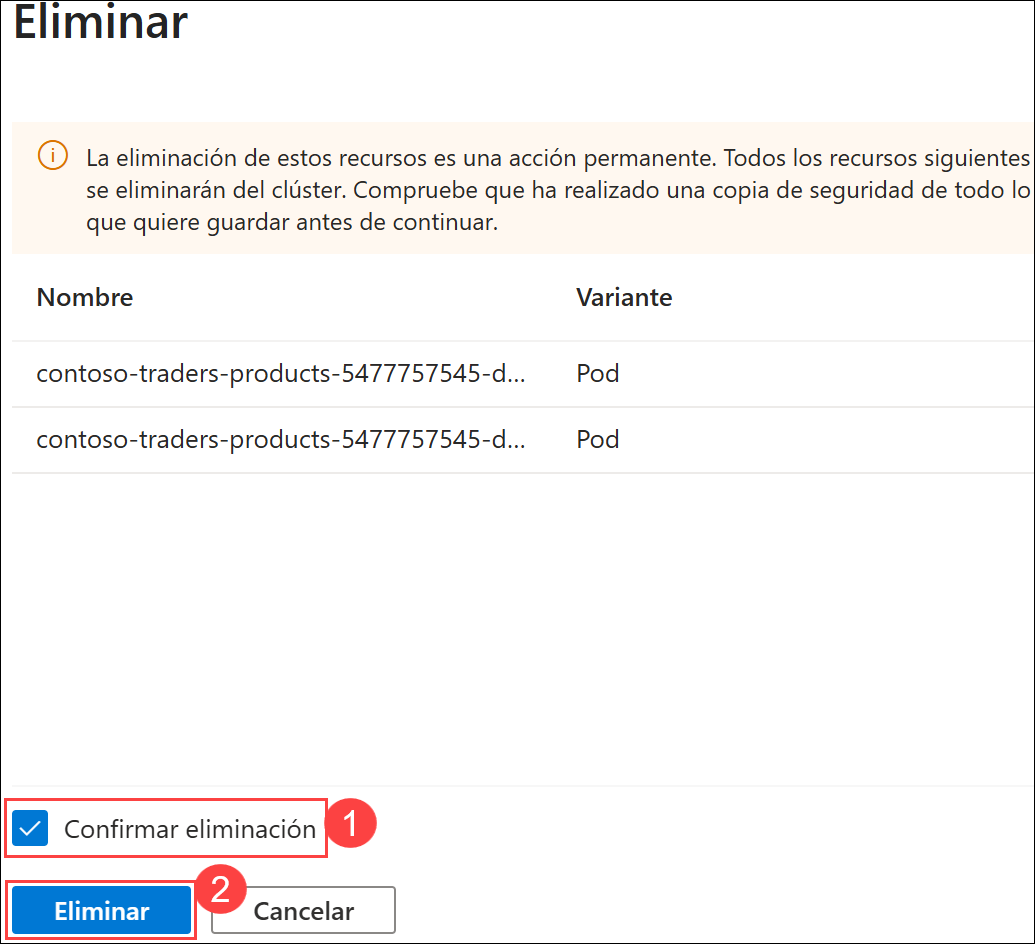 Eliminar
La eliminación de estos recursos es una acción permanente. Todos los recursos siguientes
se eliminarán del clúster. Compruebe que ha realizado una copia de seguridad de todo lo
que quiere guardar antes de continuar.
Nombre Variante
contoso-traders-products-5477757545-d... Pod
contoso-traders-products-5477757545-d... Pod
Confirmar eliminación 1
Eliminar 2 Cancelar